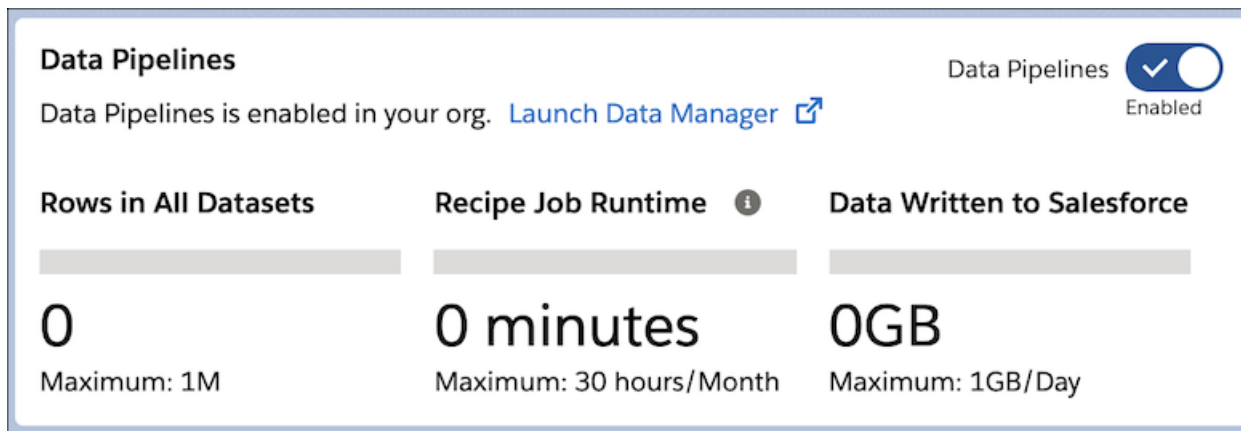 Data Pipelines
Data Pipelines
Enabled
Data Pipelines is enabled in your org. Launch Data Manager
Rows in All Datasets
0
Maximum: 1M
Recipe Job Runtime
0 minutes
Maximum: 30 hours/Month
Data Written to Salesforce
0GB
Maximum: 1GB/Day